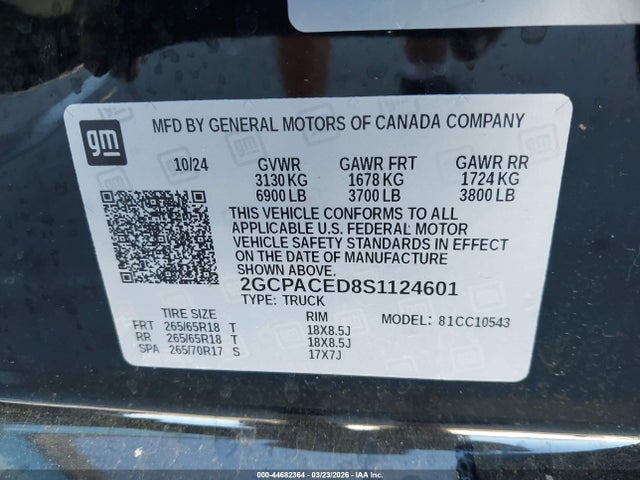 gm
MFD BY GENERAL MOTORS OF CANADA COMPANY
10/24 GVWR GAWR FRT GAWR RR
3130 KG 1678 KG 1724 KG
6900 LB 3700 LB 3800 LB
THIS VEHICLE CONFORMS TO ALL
APPLICABLE U.S. FEDERAL MOTOR
VEHICLE SAFETY STANDARDS IN EFFECT
ON THE DATE OF MANUFACTURE
SHOWN ABOVE.
2GCPACED8S1124601
TYPE: TRUCK
TIRE SIZE RIM MODEL: 81CC10543
FRT 265/65R18 T 18X8.5J
RR 265/65R18 T 18X8.5J
SPA 265/70R17 S 17X7J
000-44682364 | 03/23/2026 | IAAI.COM